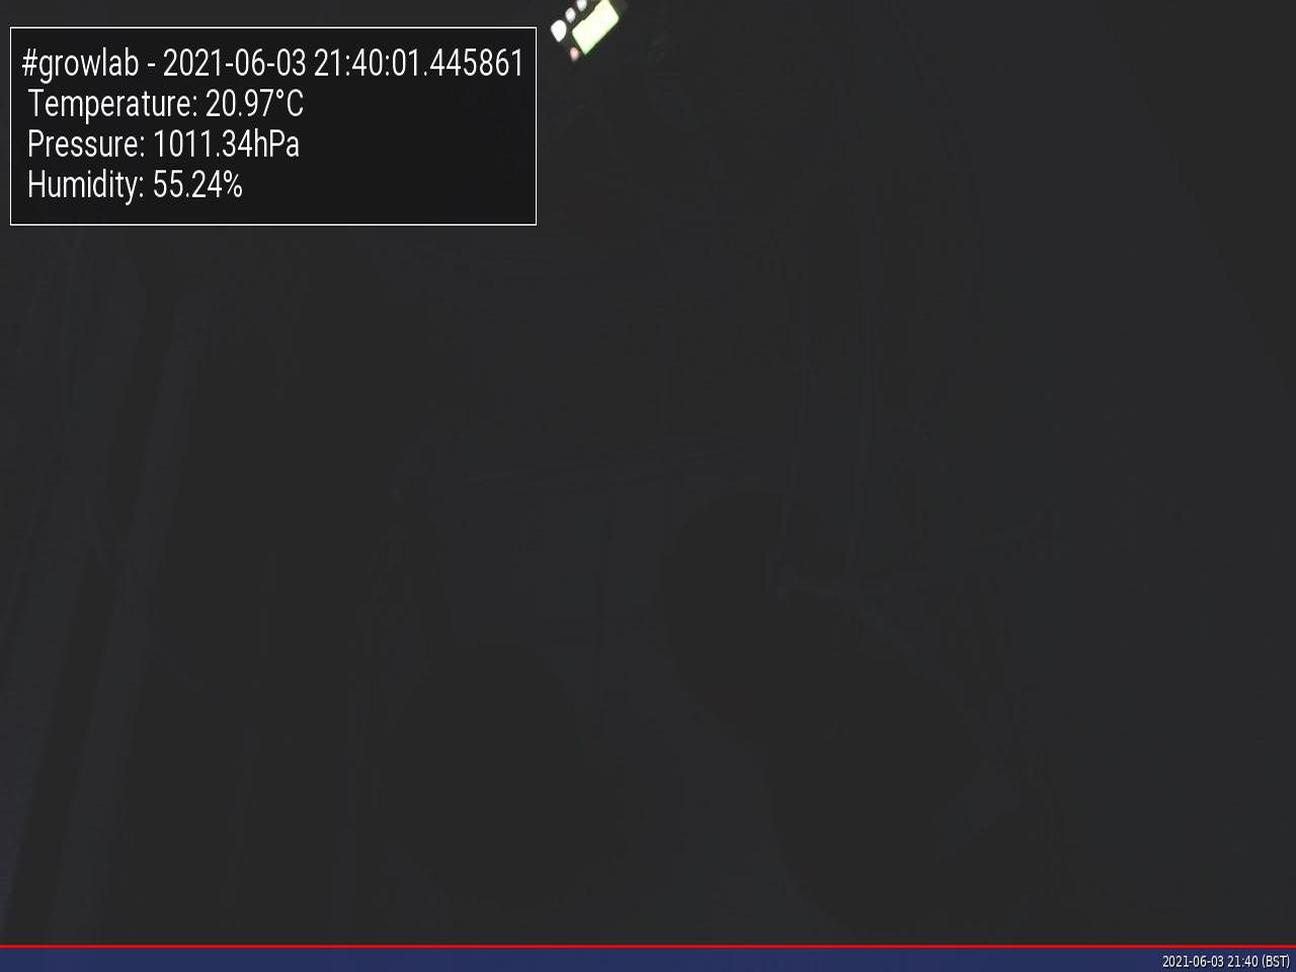 #growlab - 2021-06-03 21:40:01.445861
Temperature: 20.97°C
Pressure: 1011.34hPa
Humidity: 55.24%
2021-06-03 21:40 (BST)